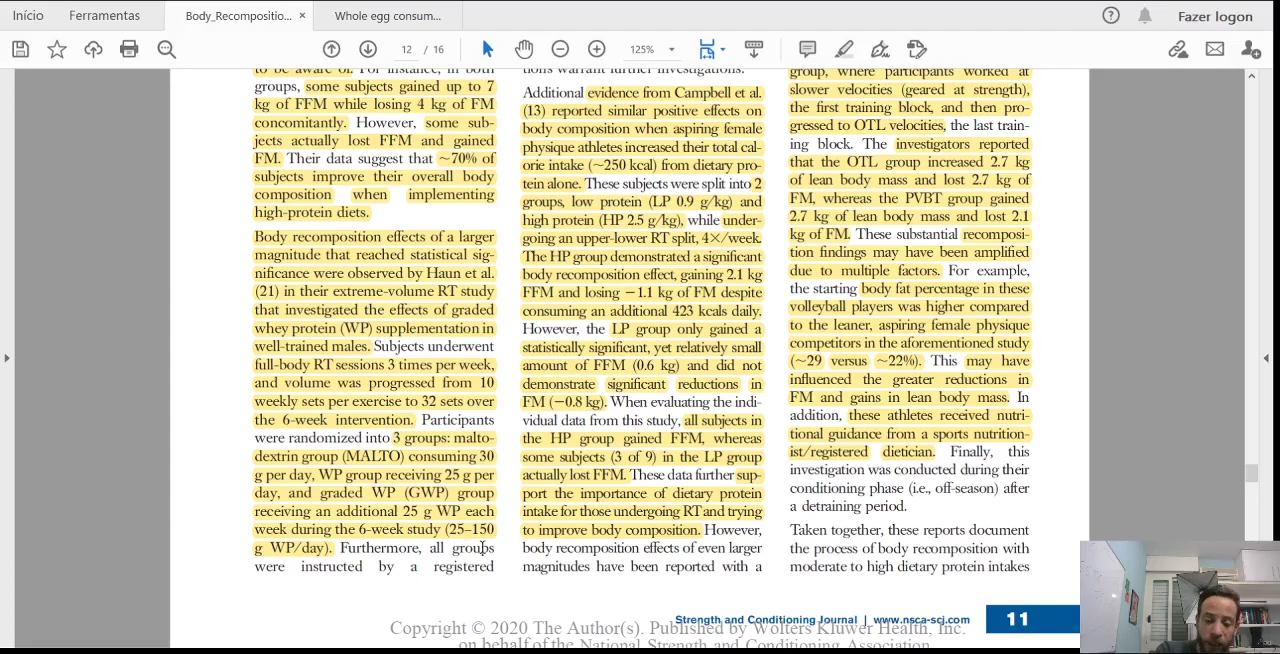 Início
Ferramentas
Body_Recompositio...
Whole egg consum...
Fazer logon
12 / 16
125%
to be aware of. For instance, in both
groups, some subjects gained up to 7
kg of FFM while losing 4 kg of FM
concomitantly. However, some sub-
jects actually lost FFM and gained
FM. Their data suggest that ~70% of
subjects improve their overall body
composition when implementing
high-protein diets.
Body recomposition effects of a larger
magnitude that reached statistical sig-
nificance were observed by Haun et al.
(21) in their extreme-volume RT study
that investigated the effects of graded
whey protein (WP) supplementation in
well-trained males. Subjects underwent
full-body RT sessions 3 times per week,
and volume was progressed from 10
weekly sets per exercise to 32 sets over
the 6-week intervention. Participants
were randomized into 3 groups: malto-
dextrin group (MALTO) consuming 30
g per day, WP group receiving 25 g per
day, and graded WP (GWP) group
receiving an additional 25 g WP each
week during the 6-week study (25–150
g WP/day). Furthermore, all groups
were instructed by a registered
tions warrant further investigations.
Additional evidence from Campbell et al.
(13) reported similar positive effects on
body composition when aspiring female
physique athletes increased their total cal-
orie intake (~250 kcal) from dietary pro-
tein alone. These subjects were split into 2
groups, low protein (LP 0.9 g/kg) and
high protein (HP 2.5 g/kg), while under-
going an upper-lower RT split, 4×/week.
The HP group demonstrated a significant
body recomposition effect, gaining 2.1 kg
FFM and losing −1.1 kg of FM despite
consuming an additional 423 kcals daily.
However, the LP group only gained a
statistically significant, yet relatively small
amount of FFM (0.6 kg) and did not
demonstrate significant reductions in
FM (−0.8 kg). When evaluating the indi-
vidual data from this study, all subjects in
the HP group gained FFM, whereas
some subjects (3 of 9) in the LP group
actually lost FFM. These data further sup-
port the importance of dietary protein
intake for those undergoing RT and trying
to improve body composition. However,
body recomposition effects of even larger
magnitudes have been reported with a
group, where participants worked at
slower velocities (geared at strength),
the first training block, and then pro-
gressed to OTL velocities, the last train-
ing block. The investigators reported
that the OTL group increased 2.7 kg
of lean body mass and lost 2.7 kg of
FM, whereas the PVBT group gained
2.7 kg of lean body mass and lost 2.1
kg of FM. These substantial recomposi-
tion findings may have been amplified
due to multiple factors. For example,
the starting body fat percentage in these
volleyball players was higher compared
to the leaner, aspiring female physique
competitors in the aforementioned study
(~29 versus ~22%). This may have
influenced the greater reductions in
FM and gains in lean body mass. In
addition, these athletes received nutri-
tional guidance from a sports nutrition-
ist/registered dietician. Finally, this
investigation was conducted during their
conditioning phase (i.e., off-season) after
a detraining period.
Taken together, these reports document
the process of body recomposition with
moderate to high dietary protein intakes
Strength and Conditioning Journal | www.nsca-scj.com
11
Copyright © 2020 The Author(s). Published by Wolters Kluwer Health, Inc.
on behalf of the National Strength and Conditioning Association.